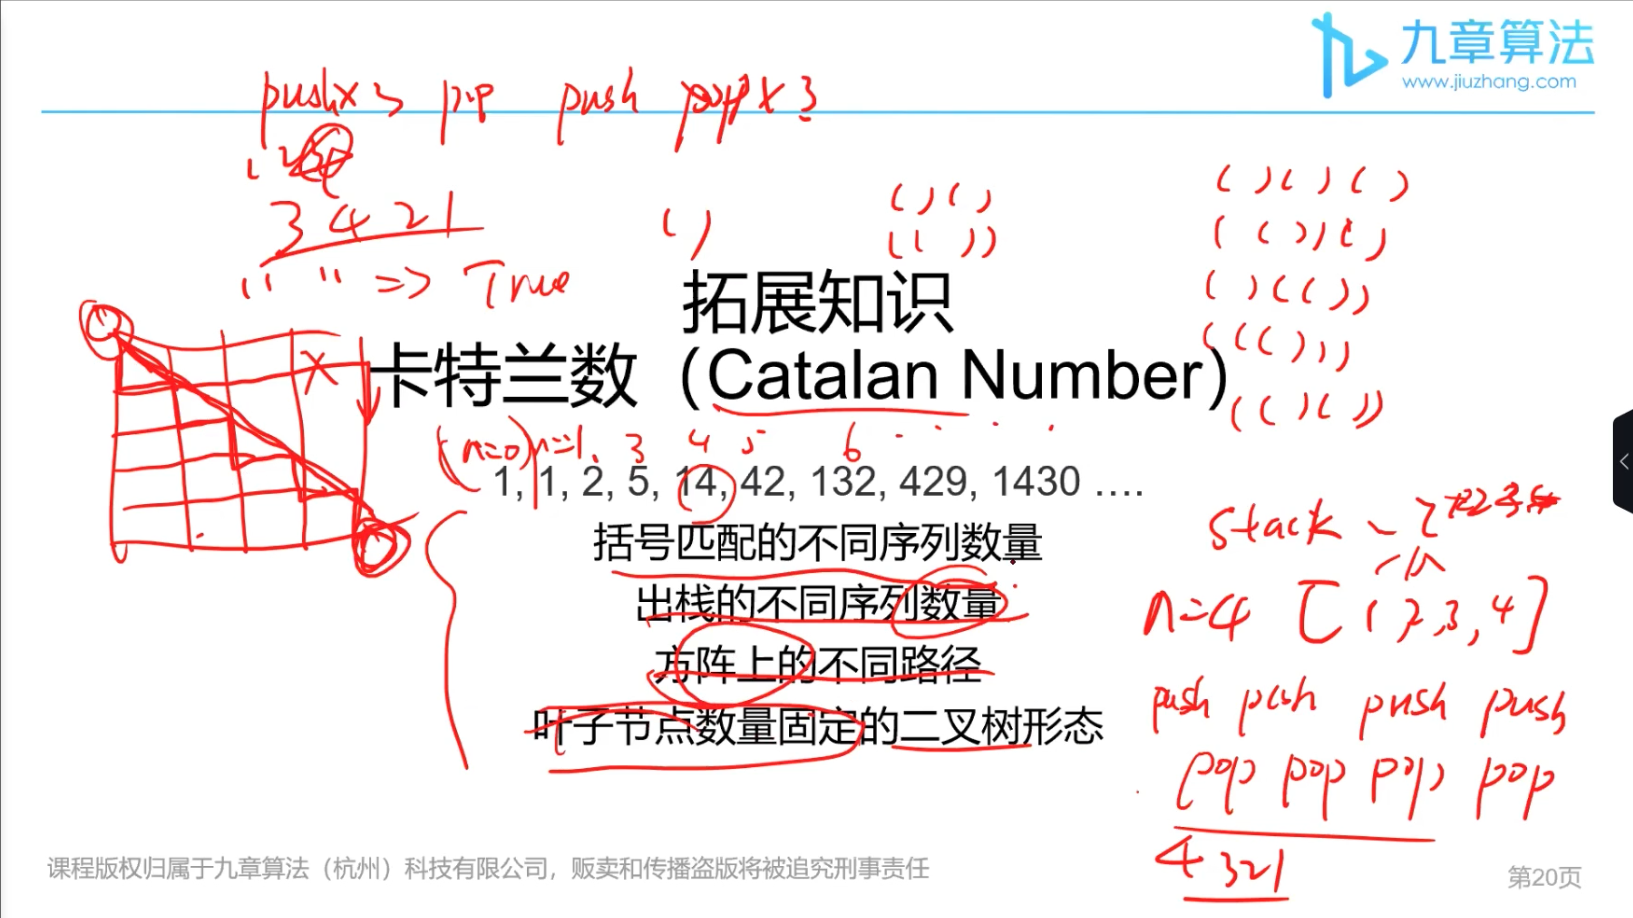 九章算法
www.jiuzhang.com
push×3 pop push pop×3
3 4 2 1
" " => True
( )
( ) ( )
( ( ) )
( ) ( ) ( )
( ( ) ) ( )
( ) ( ( ) )
( ( ( ) ) )
( ( ) ( ) )
拓展知识
卡特兰数（Catalan Number）
(n=0) n=1. 3 4 5 6
1, 1, 2, 5, 14, 42, 132, 429, 1430 ….
括号匹配的不同序列数量
出栈的不同序列数量
方阵上的不同路径
叶子节点数量固定的二叉树形态
x
stack
n=4 [1 2, 3, 4]
push push push push
pop pop pop pop
4 3 2 1
课程版权归属于九章算法（杭州）科技有限公司，贩卖和传播盗版将被追究刑事责任
第20页